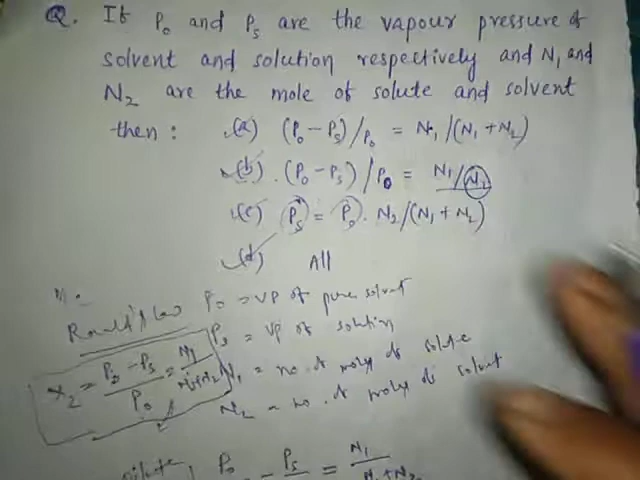 Q. If P₀ and Pₛ are the vapour pressure of
solvent and solution respectively and N₁ and
N₂ are the mole of solute and solvent
then : (a) (P₀ - Pₛ)/P₀ = N₁/(N₁ + N₂)
(b). (P₀ - Pₛ)/P₀ = N₁/N₂
(c) Pₛ = P₀. N₂/(N₁ + N₂)
(d) All
Raoult's law P₀ = VP of pure solvent
Pₛ = VP of solution
x₂ = P₀ - Pₛ / P₀ = N₁ / N₁+N₂
N₁ = no. of moles of solute
N₂ = no. of moles of solvent
dilute P₀ - Pₛ = N₁ / N₁+N₂